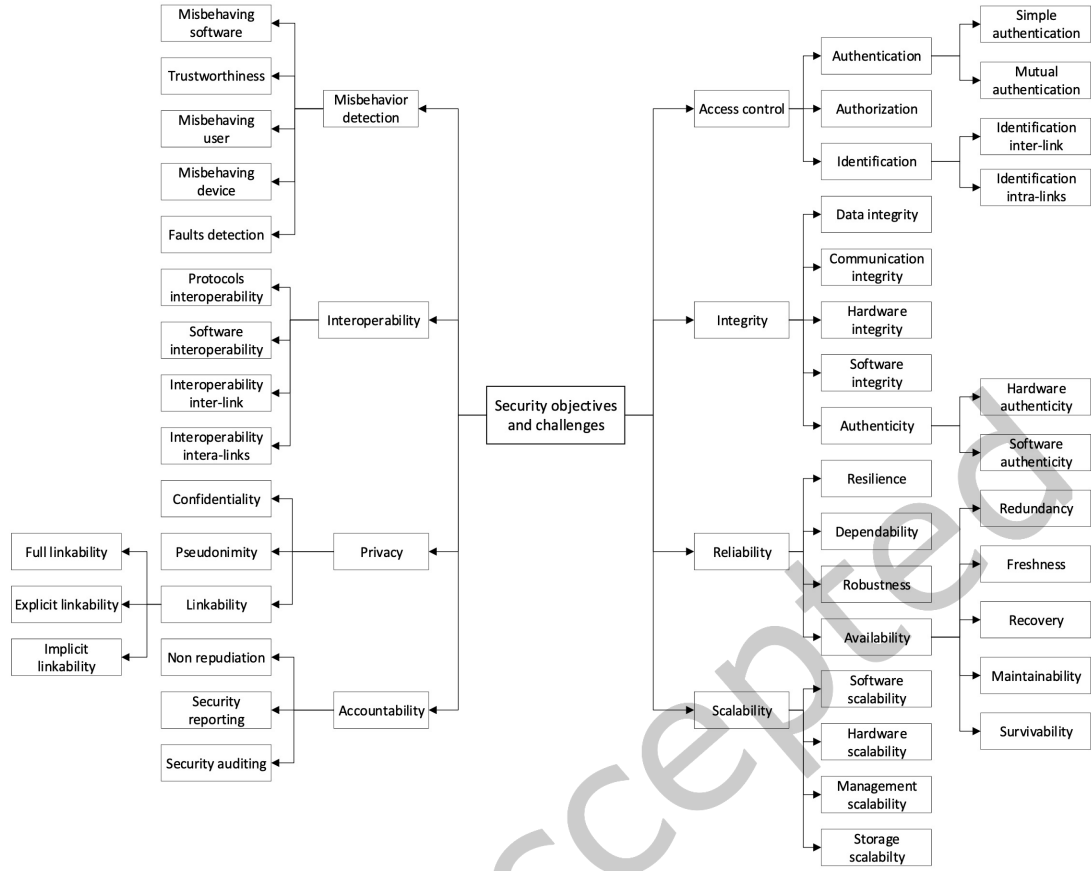 Misbehaving
software
Trustworthiness
Misbehaving
user
Misbehaving
device
Faults detection
Misbehavior
detection
Protocols
interoperability
Software
interoperability
Interoperability
inter-link
Interoperability
intera-links
Interoperability
Confidentiality
Pseudonimity
Linkability
Privacy
Full linkability
Explicit linkability
Implicit
linkability
Non repudiation
Security
reporting
Security auditing
Accountability
Security objectives
and challenges
Access control
Authentication
Authorization
Identification
Simple
authentication
Mutual
authentication
Identification
inter-link
Identification
intra-links
Integrity
Data integrity
Communication
integrity
Hardware
integrity
Software
integrity
Authenticity
Hardware
authenticity
Software
authenticity
Reliability
Resilience
Dependability
Robustness
Availability
Redundancy
Freshness
Recovery
Maintainability
Survivability
Scalability
Software
scalability
Hardware
scalability
Management
scalability
Storage
scalabilty
ccepted